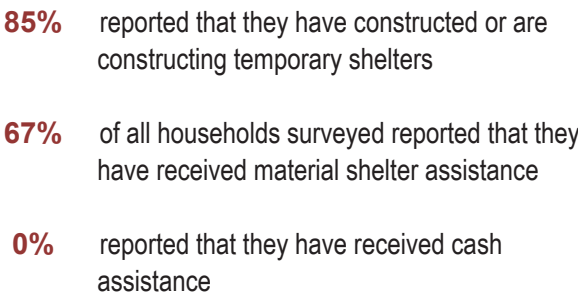 85% reported that they have constructed or are
constructing temporary shelters
67% of all households surveyed reported that they
have received material shelter assistance
0% reported that they have received cash
assistance